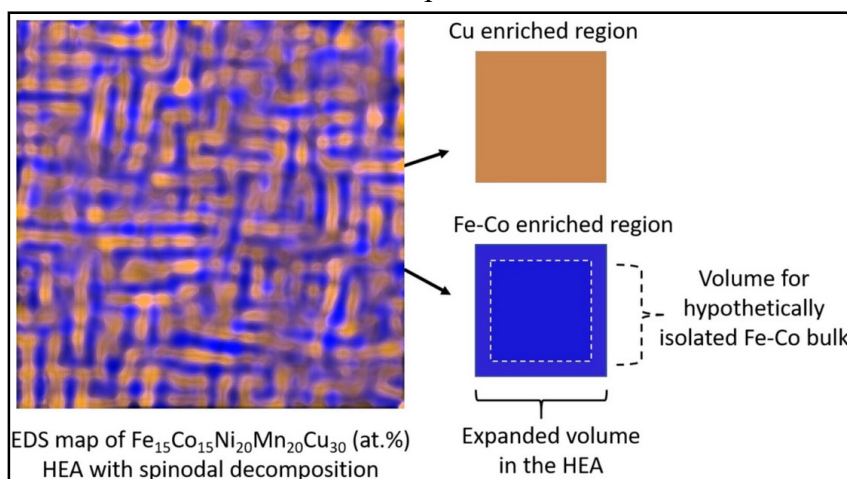 Cu enriched region
Fe-Co enriched region
Volume for
hypothetically
isolated Fe-Co bulk
Expanded volume
in the HEA
EDS map of Fe₁₅Co₁₅Ni₂₀Mn₂₀Cu₃₀ (at.%)
HEA with spinodal decomposition